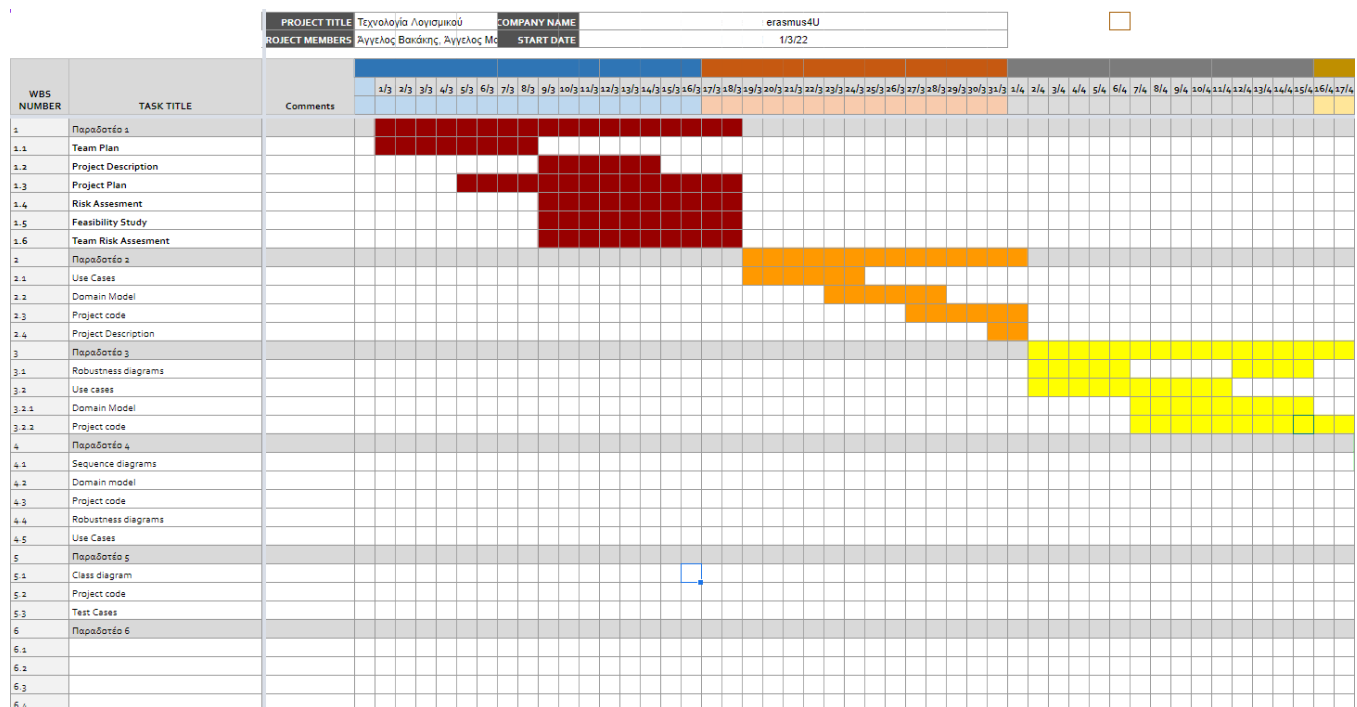 PROJECT TITLE Τεχνολογία Λογισμικού COMPANY NAME erasmus4U
ROJECT MEMBERS Άγγελος Βακάκης, Άγγελος Μο START DATE 1/3/22
WBS NUMBER TASK TITLE Comments 1/3 2/3 3/3 4/3 5/3 6/3 7/3 8/3 9/3 10/3 11/3 12/3 13/3 14/3 15/3 16/3 17/3 18/3 19/3 20/3 21/3 22/3 23/3 24/3 25/3 26/3 27/3 28/3 29/3 30/3 31/3 1/4 2/4 3/4 4/4 5/4 6/4 7/4 8/4 9/4 10/4 11/4 12/4 13/4 14/4 15/4 16/4 17/4
1 Παραδοτέο 1
1.1 Team Plan
1.2 Project Description
1.3 Project Plan
1.4 Risk Assesment
1.5 Feasibility Study
1.6 Team Risk Assesment
2 Παραδοτέο 2
2.1 Use Cases
2.2 Domain Model
2.3 Project code
2.4 Project Description
3 Παραδοτέο 3
3.1 Robustness diagrams
3.2 Use cases
3.2.1 Domain Model
3.2.2 Project code
4 Παραδοτέο 4
4.1 Sequence diagrams
4.2 Domain model
4.3 Project code
4.4 Robustness diagrams
4.5 Use Cases
5 Παραδοτέο 5
5.1 Class diagram
5.2 Project code
5.3 Test Cases
6 Παραδοτέο 6
6.1
6.2
6.3